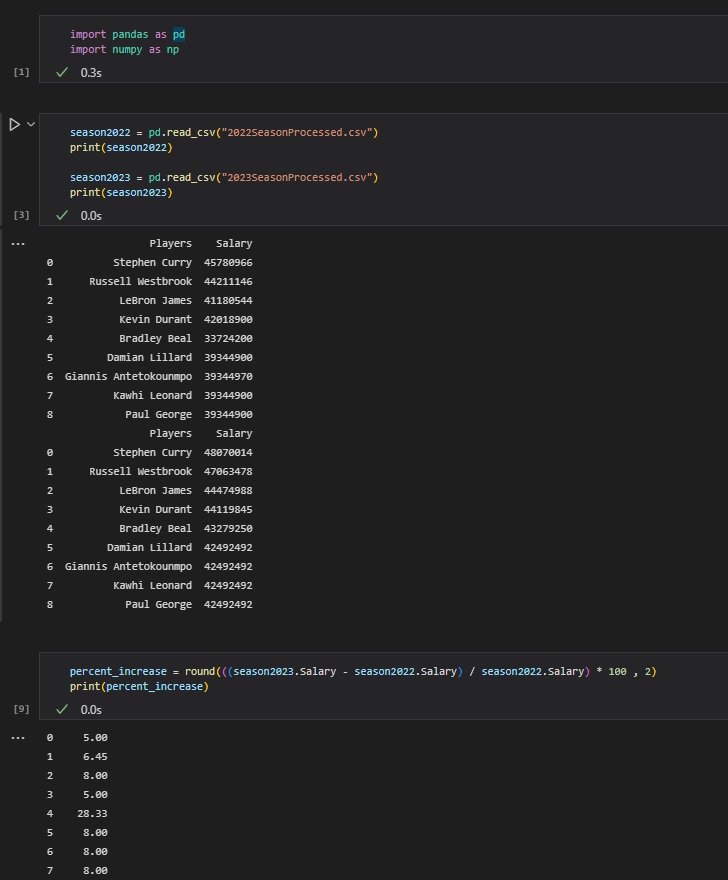 import pandas as pd
import numpy as np
[1] 0.3s
season2022 = pd.read_csv("2022SeasonProcessed.csv")
print(season2022)
season2023 = pd.read_csv("2023SeasonProcessed.csv")
print(season2023)
[3] 0.0s
... Players Salary
0 Stephen Curry 45780966
1 Russell Westbrook 44211146
2 LeBron James 41180544
3 Kevin Durant 42018900
4 Bradley Beal 33724200
5 Damian Lillard 39344900
6 Giannis Antetokounmpo 39344970
7 Kawhi Leonard 39344900
8 Paul George 39344900
Players Salary
0 Stephen Curry 48070014
1 Russell Westbrook 47063478
2 LeBron James 44474988
3 Kevin Durant 44119845
4 Bradley Beal 43279250
5 Damian Lillard 42492492
6 Giannis Antetokounmpo 42492492
7 Kawhi Leonard 42492492
8 Paul George 42492492
percent_increase = round(((season2023.Salary - season2022.Salary) / season2022.Salary) * 100 , 2)
print(percent_increase)
[9] 0.0s
... 0 5.00
1 6.45
2 8.00
3 5.00
4 28.33
5 8.00
6 8.00
7 8.00